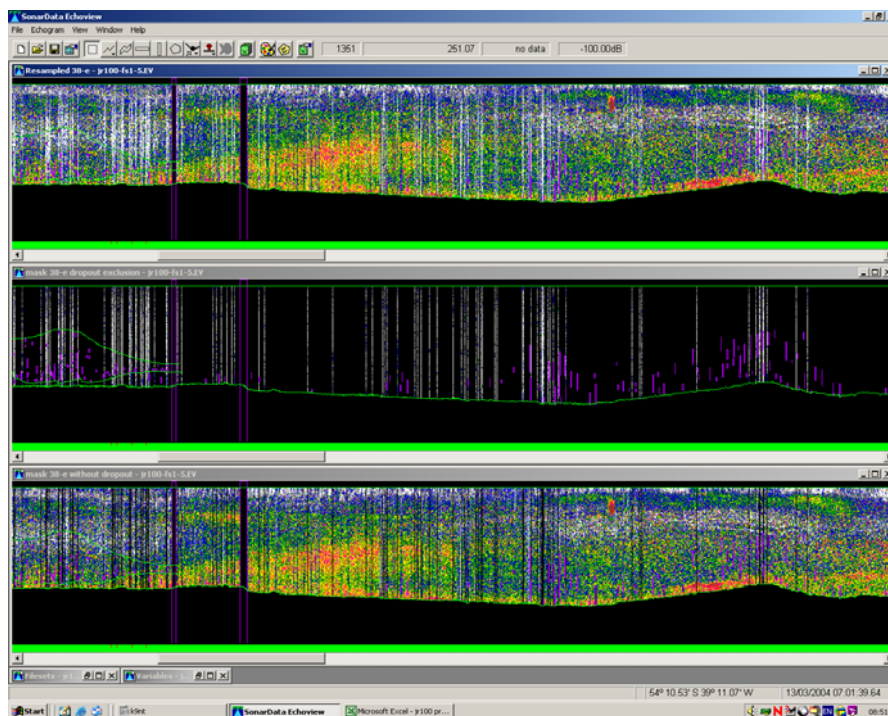 SonarData Echoview
File Echogram View Window Help
1351 251.07 no data -100.00dB
Resampled 38-e - jr100-fs1-5.EV
mask 38-e dropout exclusion - jr100-fs1-5.EV
mask 38-e without dropout - jr100-fs1-5.EV
Filesets - jr1... Variables - j...
54° 10.53' S 39° 11.07' W 13/03/2004 07:01:39.64
Start SonarData Echoview Microsoft Excel - jr100 pr... 08:51